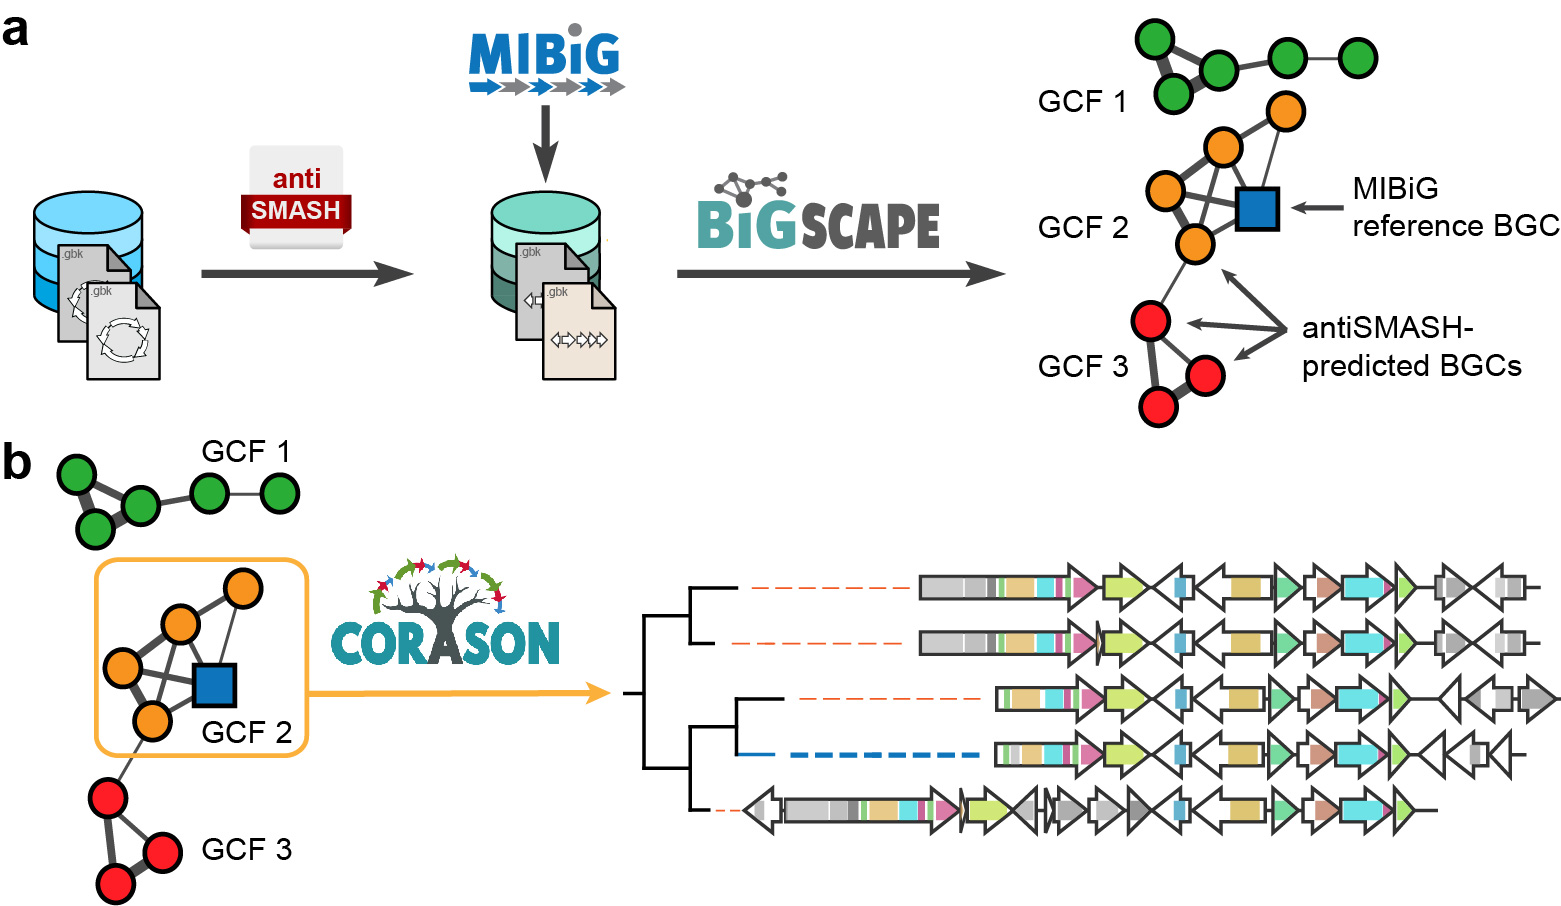 a
MIBiG
anti
SMASH
.gbk
.gbk
.gbk
.gbk
BiGSCAPE
GCF 1
GCF 2
GCF 3
MIBiG
reference BGC
antiSMASH-
predicted BGCs
b
GCF 1
CORASON
GCF 2
GCF 3